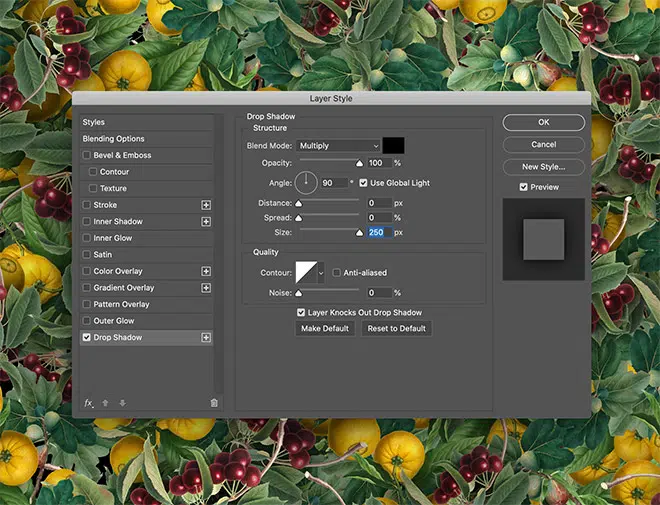 Layer Style
Styles
Blending Options
Bevel & Emboss
Contour
Texture
Stroke
Inner Shadow
Inner Glow
Satin
Color Overlay
Gradient Overlay
Pattern Overlay
Outer Glow
Drop Shadow
fx
Drop Shadow
Structure
Blend Mode: Multiply
Opacity: 100 %
Angle: 90 ° Use Global Light
Distance: 0 px
Spread: 0 %
Size: 250 px
Quality
Contour: Anti-aliased
Noise: 0 %
Layer Knocks Out Drop Shadow
Make Default Reset to Default
OK
Cancel
New Style...
Preview